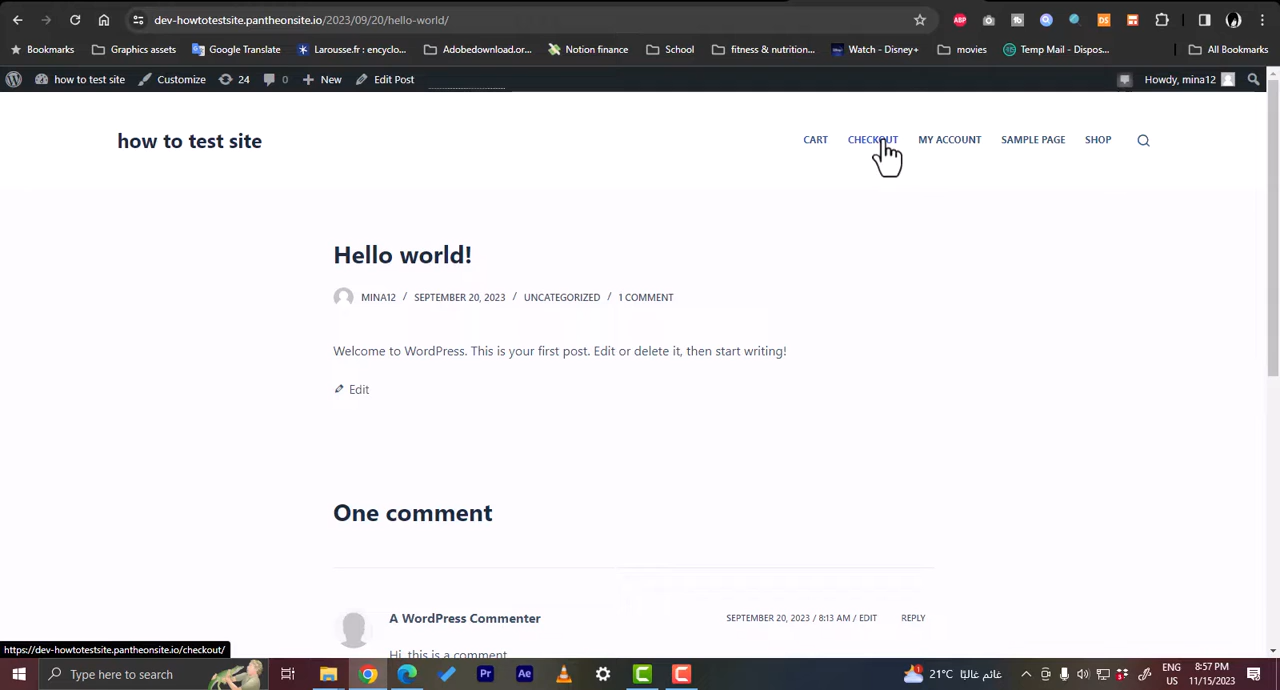 dev-howtotestsite.pantheonsite.io/2023/09/20/hello-world/
ABP
DS
Bookmarks Graphics assets Google Translate Larousse.fr : encyclo... Adobedownload.or... Notion finance School fitness & nutrition... Watch - Disney+ movies Temp Mail - Dispos... All Bookmarks
how to test site Customize 24 0 New Edit Post Howdy, mina12
how to test site
CART CHECKOUT MY ACCOUNT SAMPLE PAGE SHOP
Hello world!
MINA12 / SEPTEMBER 20, 2023 / UNCATEGORIZED / 1 COMMENT
Welcome to WordPress. This is your first post. Edit or delete it, then start writing!
Edit
One comment
A WordPress Commenter SEPTEMBER 20, 2023 / 8:13 AM / EDIT REPLY
Hi, this is a comment.
https://dev-howtotestsite.pantheonsite.io/checkout/
Type here to search Pr Ae 1 21°C غائم غالبًا ENG 8:57 PM
US 11/15/2023